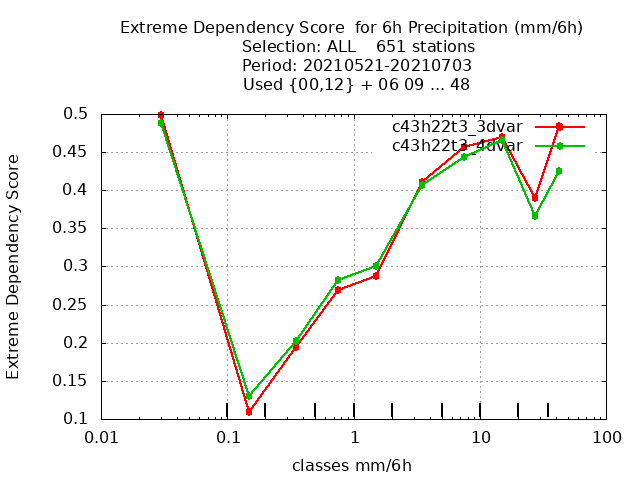 Extreme Dependency Score  for 6h Precipitation (mm/6h)
Selection: ALL    651 stations
Period: 20210521-20210703
Used {00,12} + 06 09 ... 48
c43h22t3_3dvar
c43h22t3_4dvar
Extreme Dependency Score
0.5
0.45
0.4
0.35
0.3
0.25
0.2
0.15
0.1
0.01 0.1 1 10 100
classes mm/6h